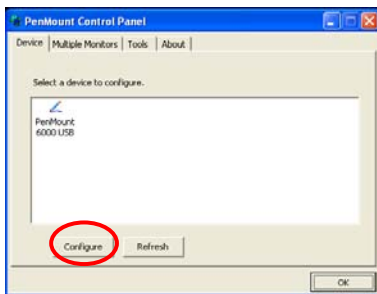 PenMount Control Panel
Device Multiple Monitors Tools About
Select a device to configure.
PenMount
6000 USB
Configure Refresh
OK